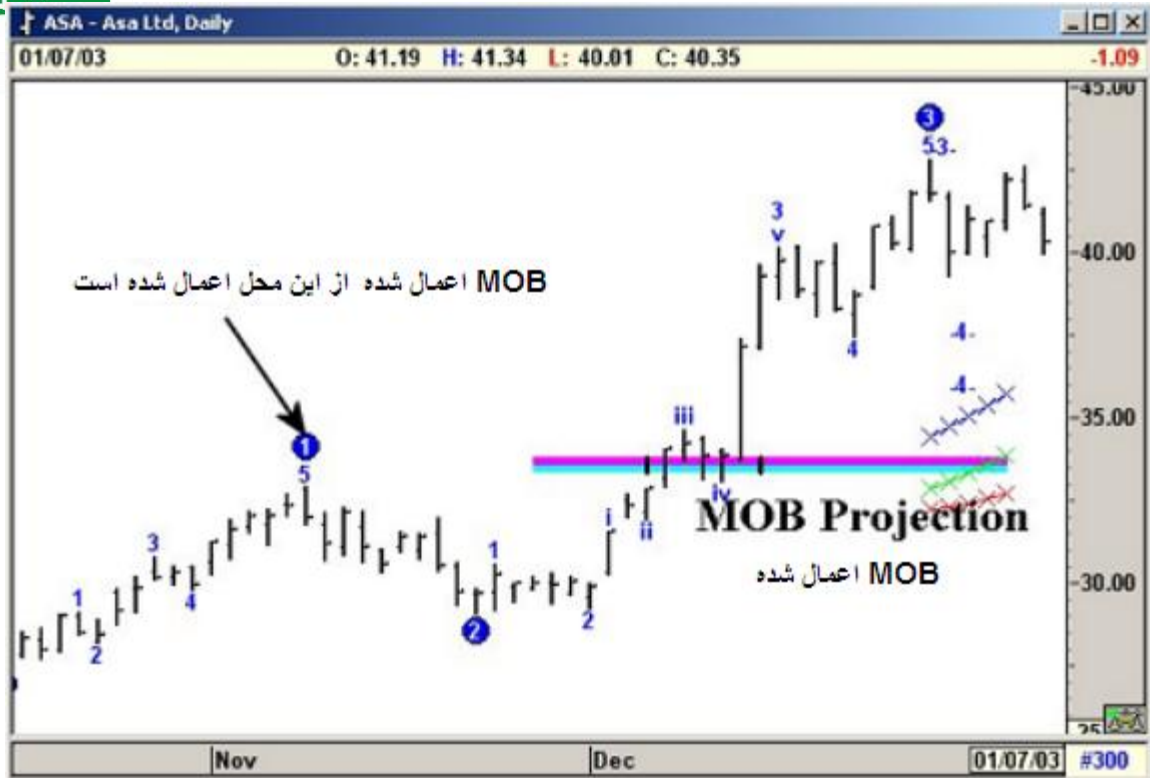 ASA - Asa Ltd, Daily
01/07/03 O: 41.19 H: 41.34 L: 40.01 C: 40.35 -1.09
45.00
3
53-
3
v
40.00
MOB اعمال شده از این محل اعمال شده است
4
-4-
-4-
iii
35.00
1
5
iv
MOB Projection
i
ii
3
1
MOB اعمال شده
30.00
1
4
2
2
2
25
Nov Dec 01/07/03 #300